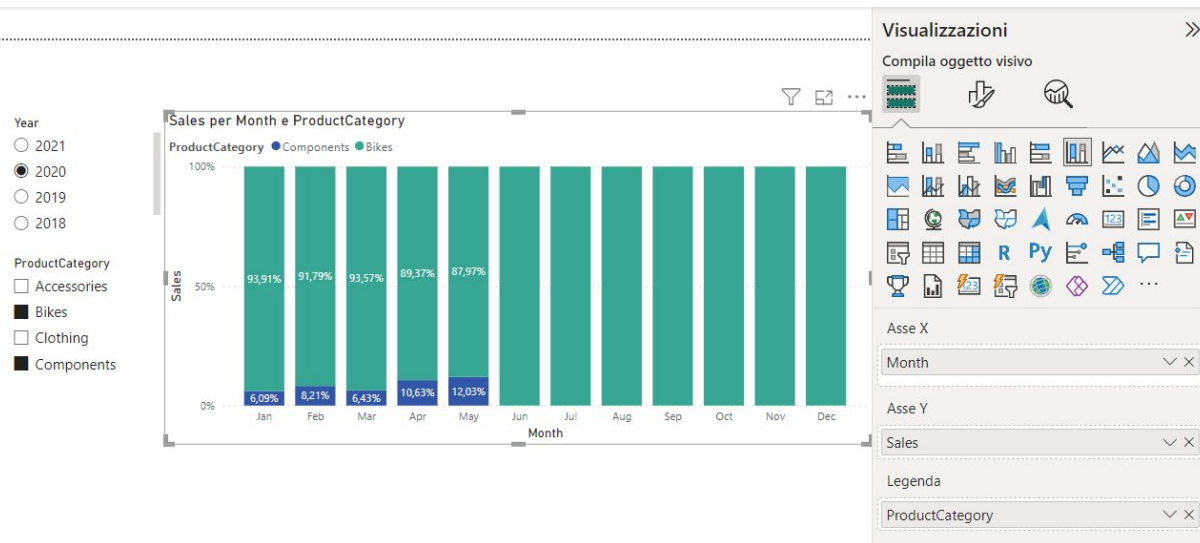 Visualizzazioni
Compila oggetto visivo
Year
2021
2020
2019
2018
ProductCategory
Accessories
Bikes
Clothing
Components
Sales per Month e ProductCategory
ProductCategory Components Bikes
100%
50%
0%
Sales
93,91% 91,79% 93,57% 89,37% 87,97%
6,09% 8,21% 6,43% 10,63% 12,03%
Jan Feb Mar Apr May Jun Jul Aug Sep Oct Nov Dec
Month
123
R Py
123
Asse X
Month
Asse Y
Sales
Legenda
ProductCategory